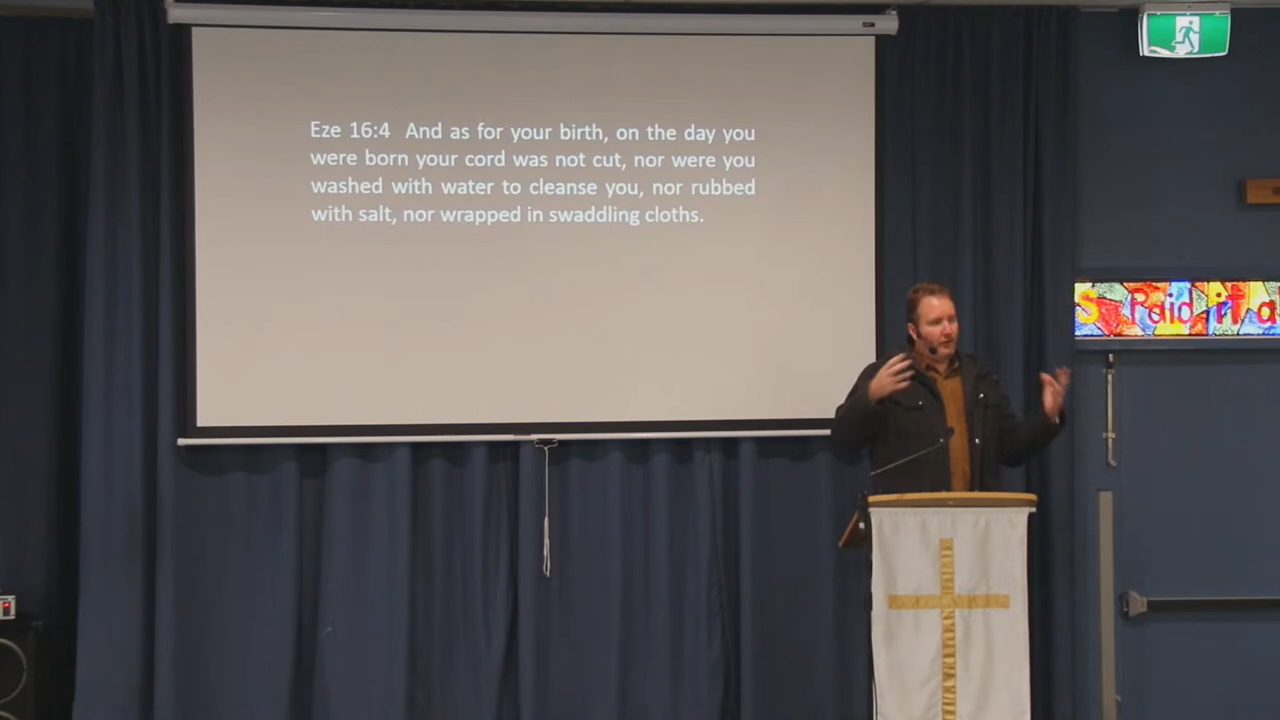 Eze 16:4 And as for your birth, on the day you
were born your cord was not cut, nor were you
washed with water to cleanse you, nor rubbed
with salt, nor wrapped in swaddling cloths.
S Paid it a